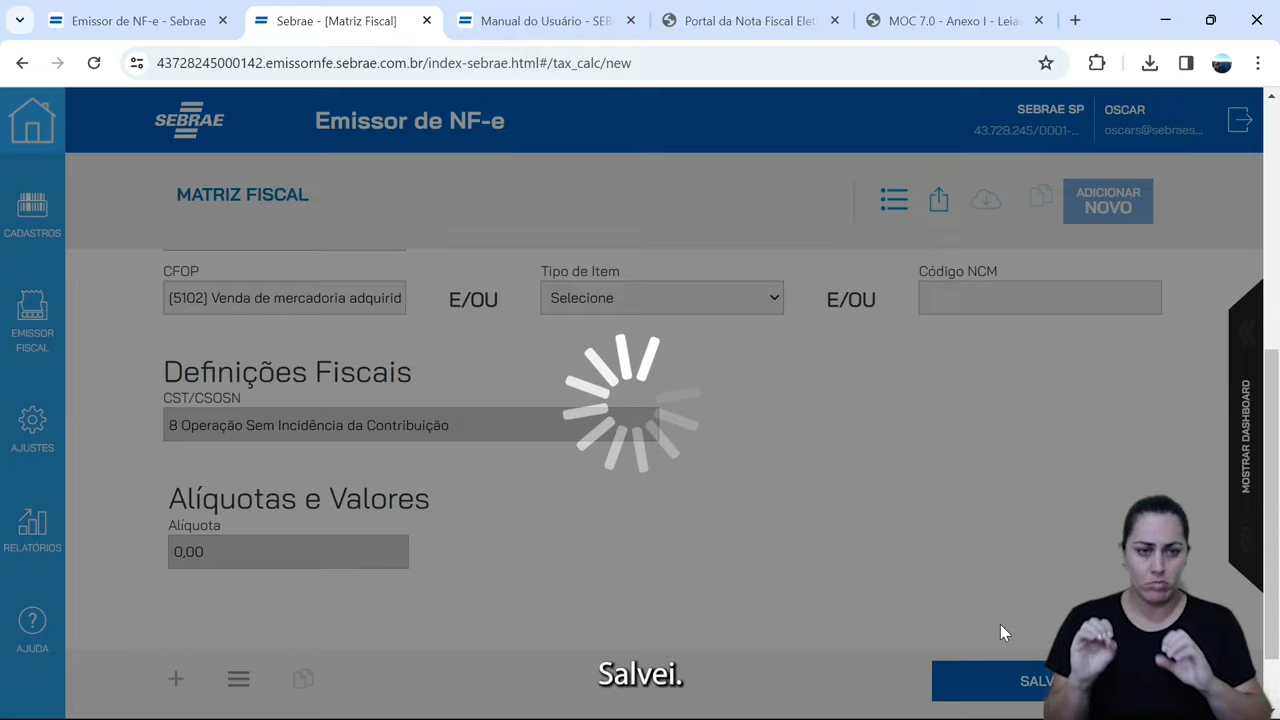 Emissor de NF-e - Sebrae
Sebrae - [Matriz Fiscal]
Manual do Usuário - SEB
Portal da Nota Fiscal Elet
MOC 7.0 - Anexo I - Leia
43728245000142.emissornfe.sebrae.com.br/index-sebrae.html#/tax_calc/new
SEBRAE
Emissor de NF-e
SEBRAE SP
43.728.245/0001-...
OSCAR
oscars@sebraes...
MATRIZ FISCAL
ADICIONAR
NOVO
CADASTROS
EMISSOR
FISCAL
AJUSTES
RELATÓRIOS
AJUDA
CFOP
[5102] Venda de mercadoria adquirid
E/OU
Tipo de Item
Selecione
E/OU
Código NCM
Definições Fiscais
CST/CSOSN
8 Operação Sem Incidência da Contribuição
Alíquotas e Valores
Alíquota
0,00
MOSTRAR DASHBOARD
Salvei.
SALV